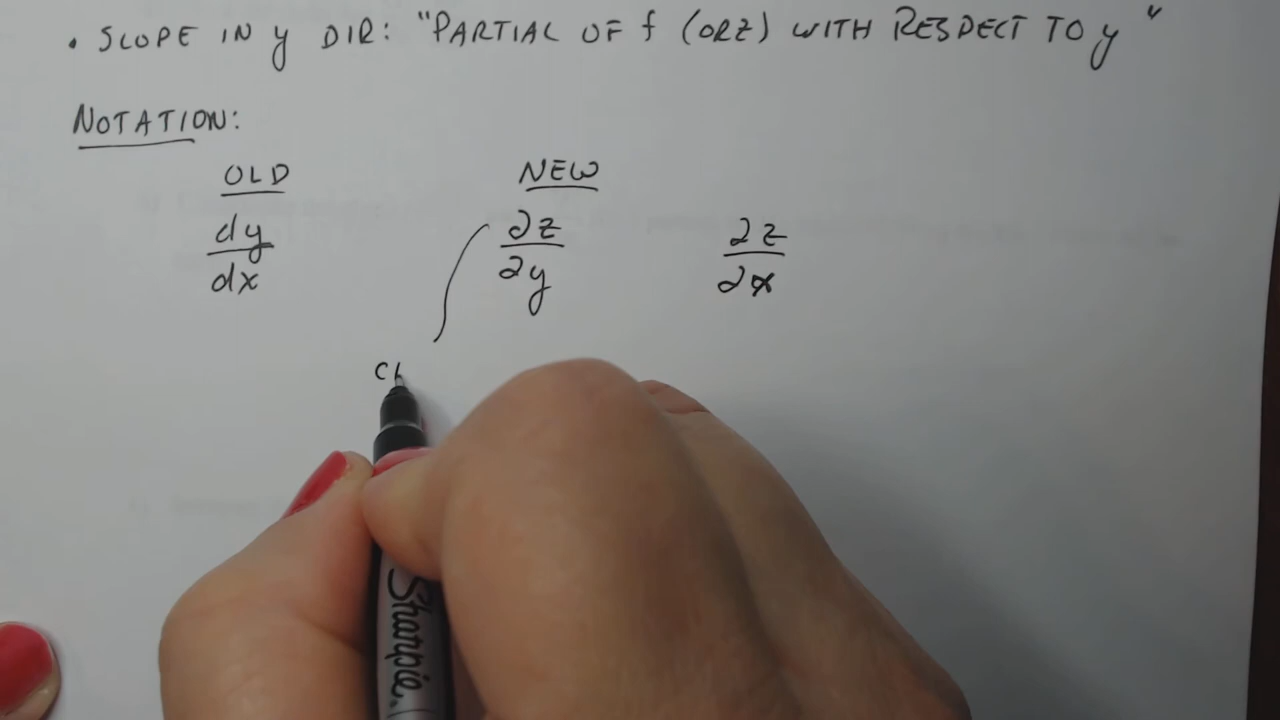 • SLOPE IN y DIR: "PARTIAL OF f (OR Z) WITH RESPECT TO y"
NOTATION:
OLD NEW
dy ∂z ∂z
dx ∂y ∂x
Sharpie.